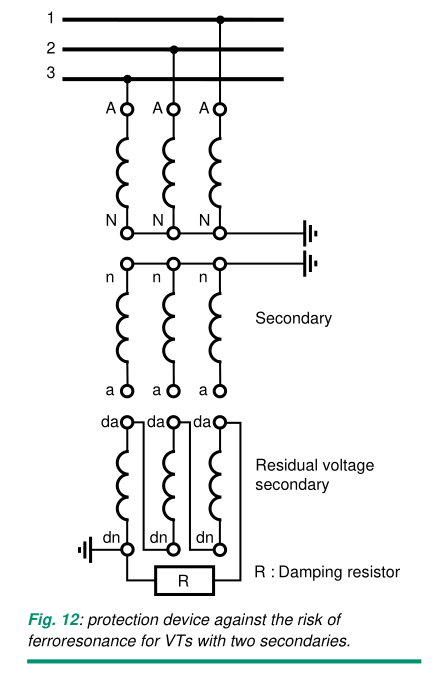 1
2
3
A A A
N N N
n n n
Secondary
a a a
da da da
Residual voltage
secondary
dn dn dn
R : Damping resistor
R
Fig. 12: protection device against the risk of
ferroresonance for VTs with two secondaries.